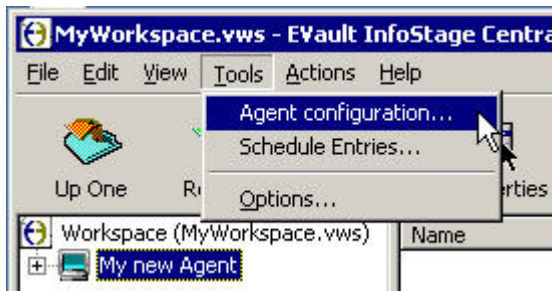 MyWorkspace.vws - EVault InfoStage Centra
File Edit View Tools Actions Help
Agent configuration...
Schedule Entries...
Options...
Up One
Workspace (MyWorkspace.vws)
Name
My new Agent